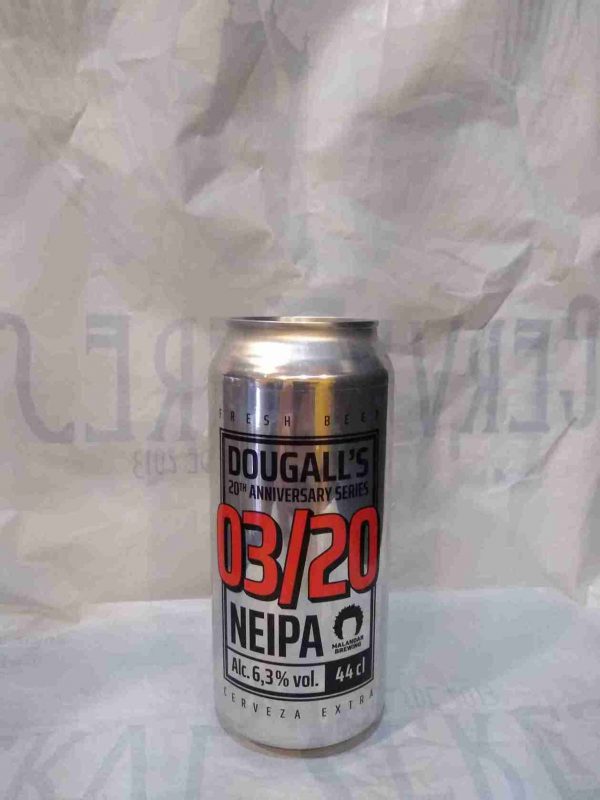 FRESH BEER
DOUGALL'S
20TH ANNIVERSARY SERIES
03/20
NEIPA
MALANDAR
BREWING
Alc. 6,3% vol.
44 cl
CERVEZA EXTRA